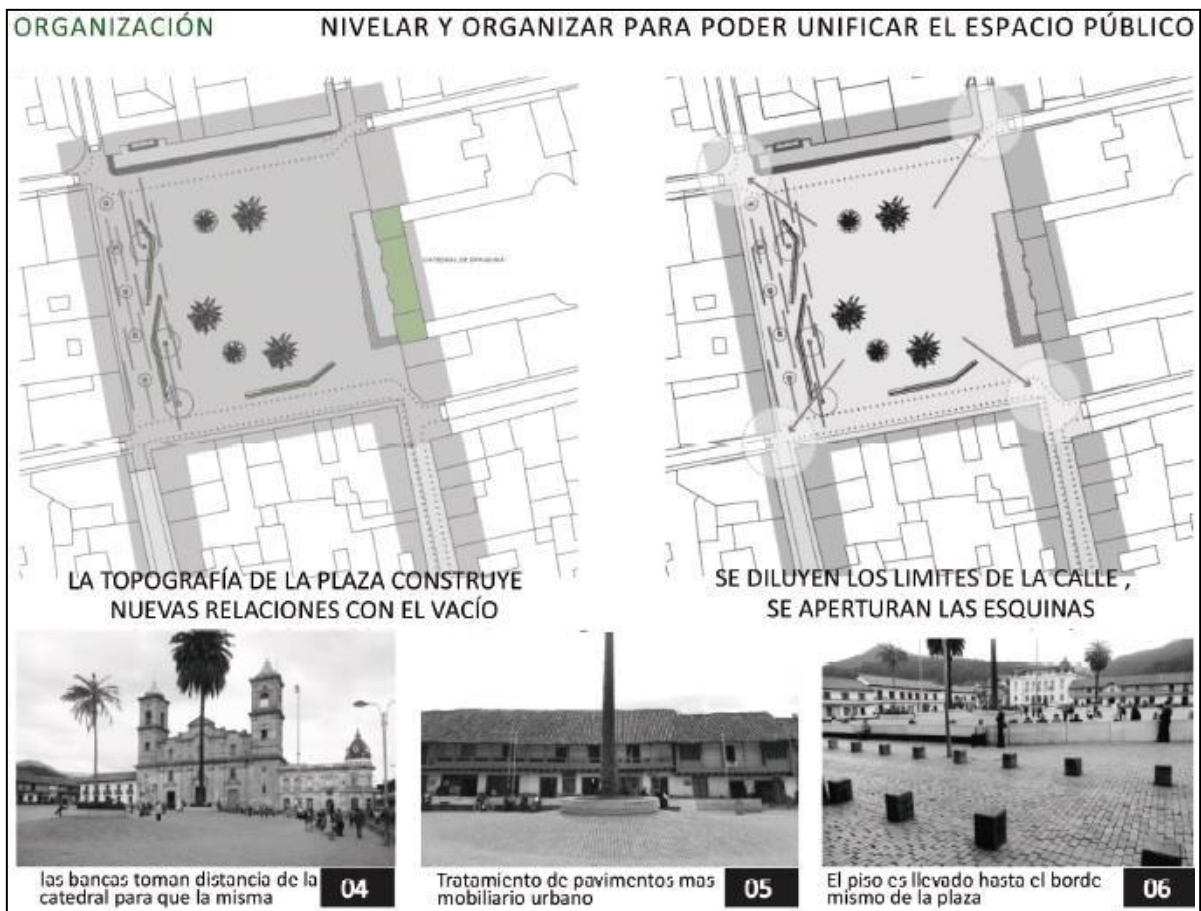 ORGANIZACIÓN
NIVELAR Y ORGANIZAR PARA PODER UNIFICAR EL ESPACIO PÚBLICO
CATEDRAL DE
LA TOPOGRAFÍA DE LA PLAZA CONSTRUYE
NUEVAS RELACIONES CON EL VACÍO
SE DILUYEN LOS LIMITES DE LA CALLE ,
SE APERTURAN LAS ESQUINAS
las bancas toman distancia de la
catedral para que la misma
04
Tratamiento de pavimentos mas
mobiliario urbano
05
El piso es llevado hasta el borde
mismo de la plaza
06